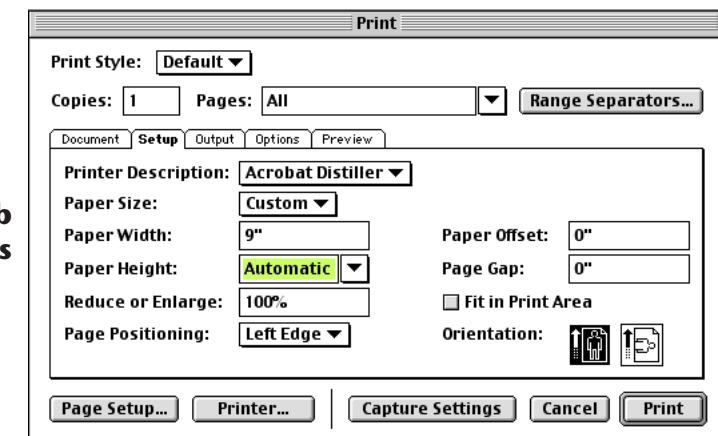 Print
Print Style: Default
Copies: 1 Pages: All Range Separators...
Document Setup Output Options Preview
Printer Description: Acrobat Distiller
Paper Size: Custom
Paper Width: 9" Paper Offset: 0"
Paper Height: Automatic Page Gap: 0"
Reduce or Enlarge: 100% Fit in Print Area
Page Positioning: Left Edge Orientation:
Page Setup... Printer... Capture Settings Cancel Print